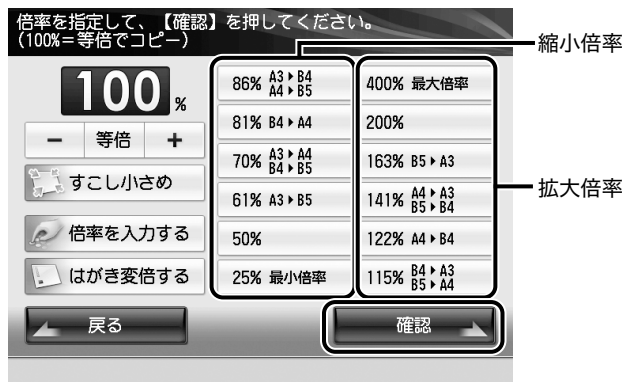 倍率を指定して、【確認】を押してください。
(100%＝等倍でコピー)
縮小倍率
100 %
－ 等倍 ＋
すこし小さめ
倍率を入力する
はがき変倍する
86% A3▶B4
A4▶B5
81% B4▶A4
70% A3▶A4
B4▶B5
61% A3▶B5
50%
25% 最小倍率
400% 最大倍率
200%
163% B5▶A3
141% A4▶A3
B5▶B4
122% A4▶B4
115% B4▶A3
B5▶A4
拡大倍率
戻る
確認